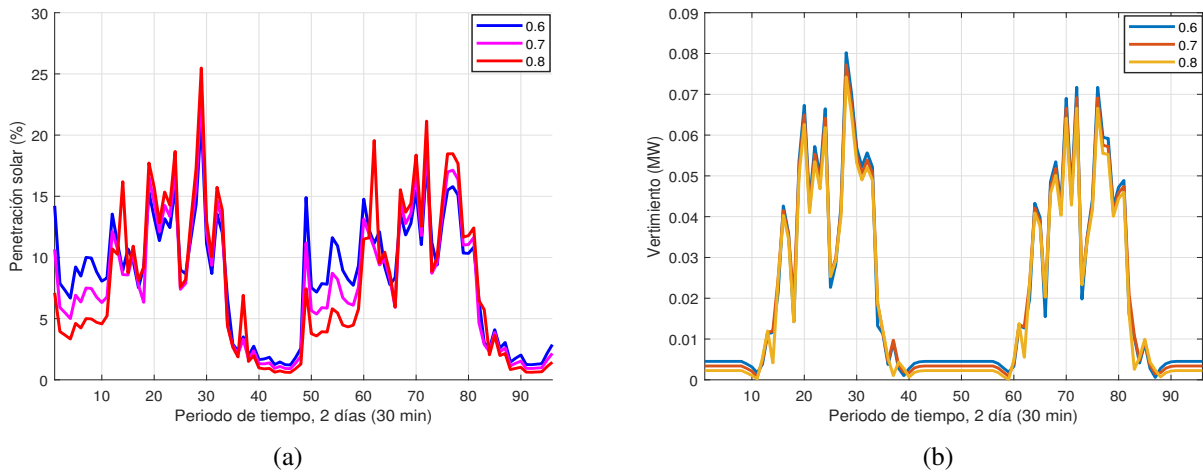 30
25
20
15
10
5
0
Penetración solar (%)
0.6
0.7
0.8
10 20 30 40 50 60 70 80 90
Periodo de tiempo, 2 días (30 min)
(a)
0.09
0.08
0.07
0.06
0.05
0.04
0.03
0.02
0.01
0
Vertimiento (MW)
0.6
0.7
0.8
10 20 30 40 50 60 70 80 90
Periodo de tiempo, 2 día (30 min)
(b)